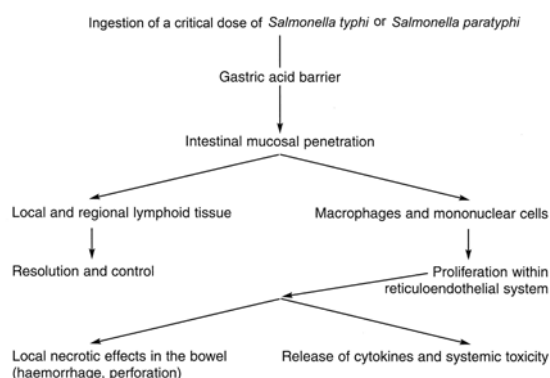 Ingestion of a critical dose of Salmonella typhi or Salmonella paratyphi
Gastric acid barrier
Intestinal mucosal penetration
Local and regional lymphoid tissue
Macrophages and mononuclear cells
Resolution and control
Proliferation within
reticuloendothelial system
Local necrotic effects in the bowel
(haemorrhage, perforation)
Release of cytokines and systemic toxicity